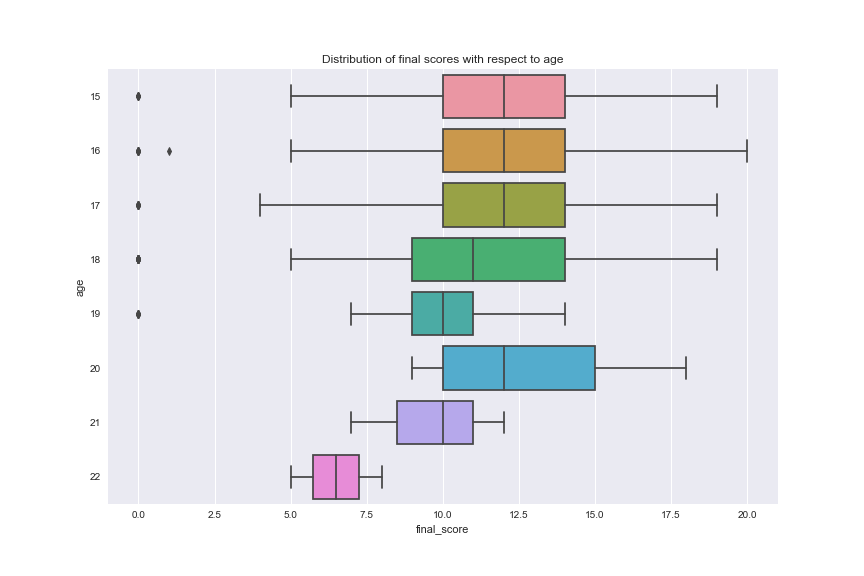 Distribution of final scores with respect to age
15
16
17
18
19
20
21
22
age
0.0 2.5 5.0 7.5 10.0 12.5 15.0 17.5 20.0
final_score